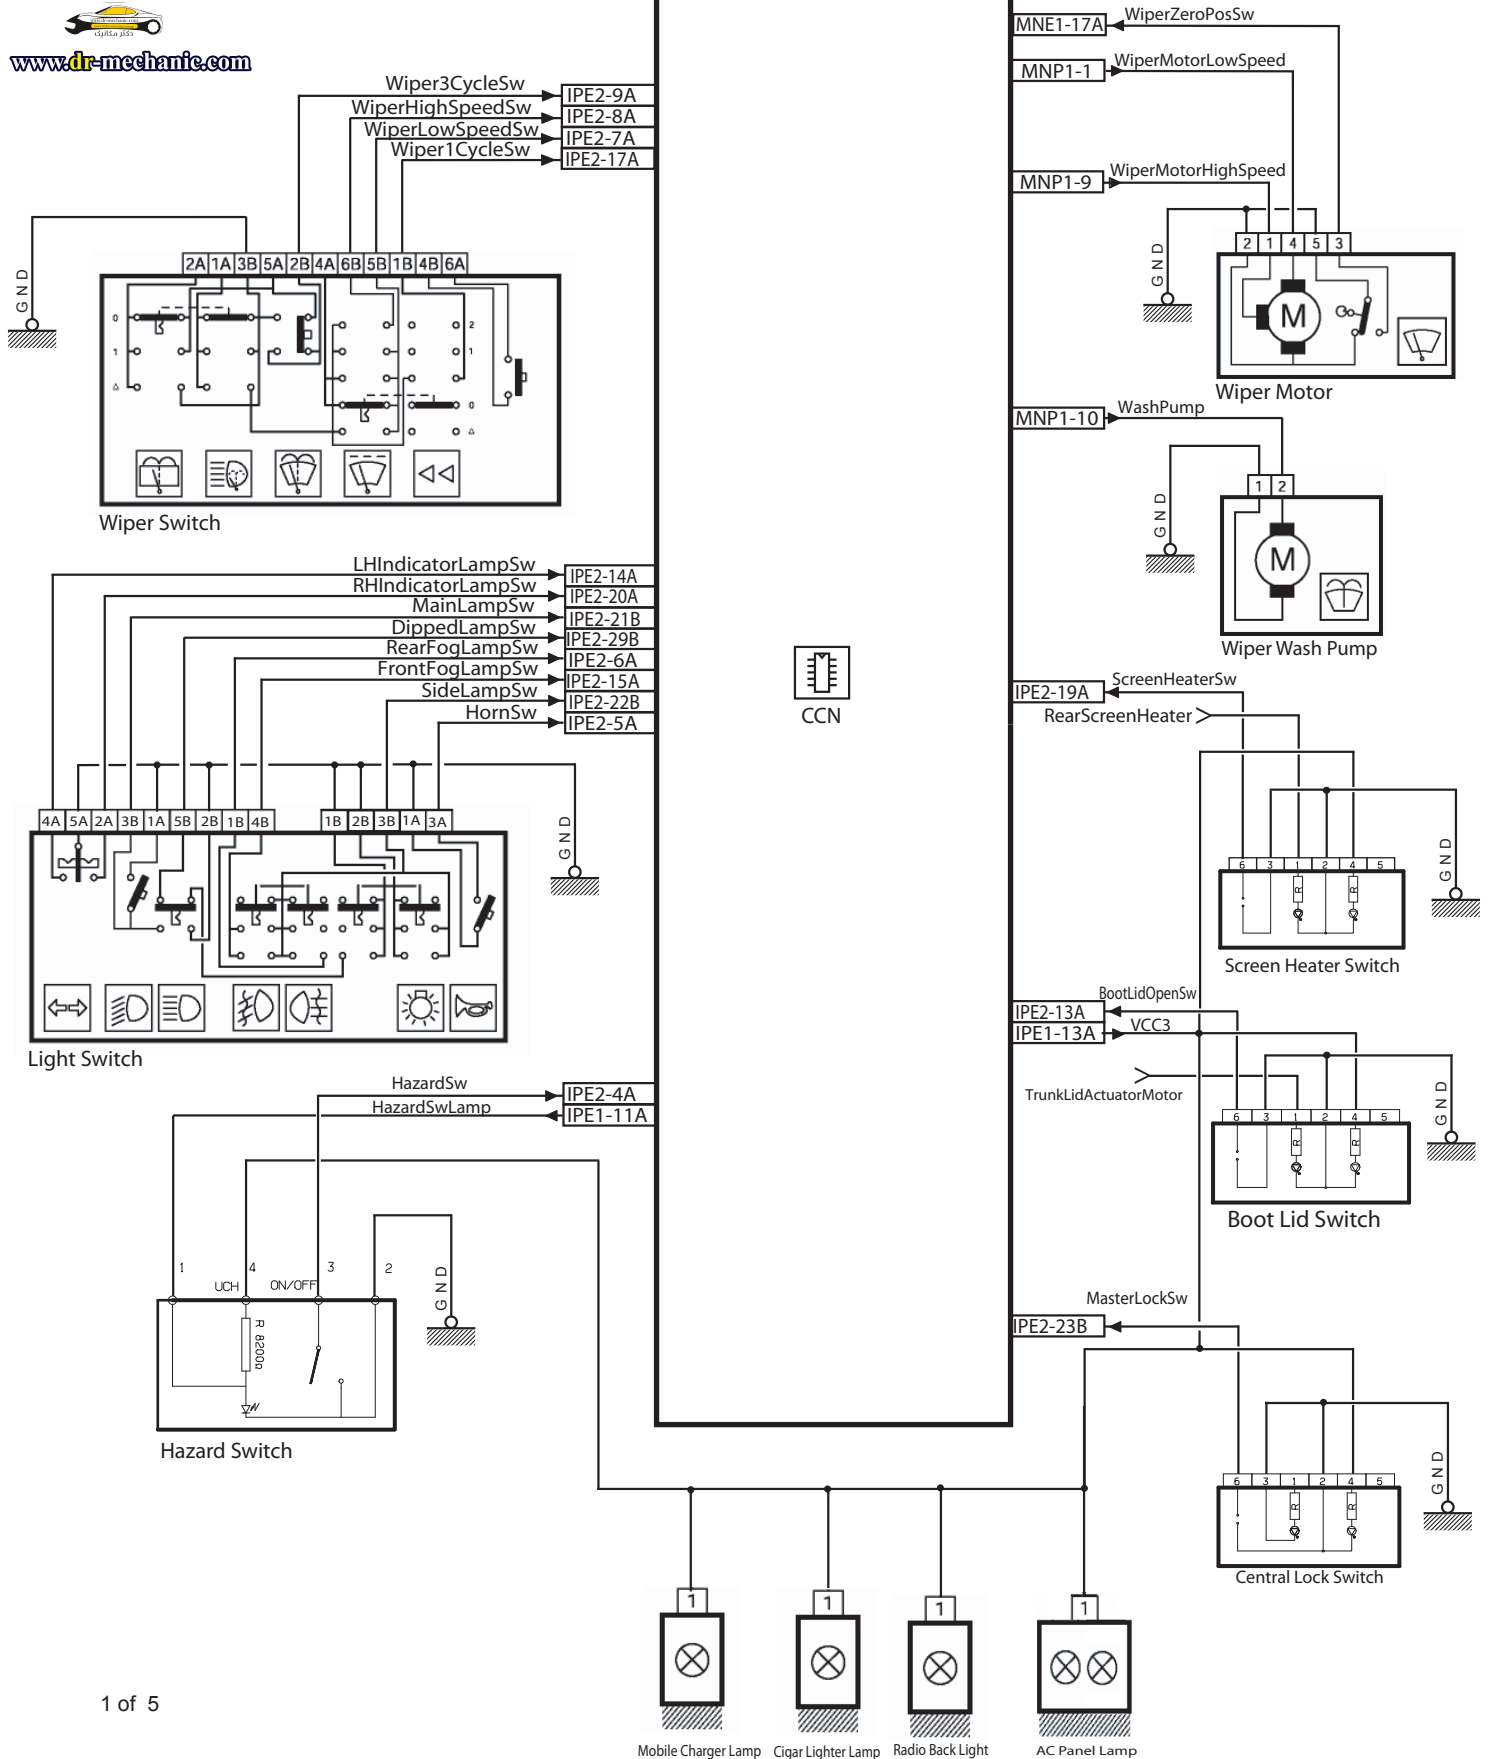 دکتر مکانیک
www.dr-mechanic.com
Wiper3CycleSw
IPE2-9A
WiperHighSpeedSw
IPE2-8A
WiperLowSpeedSw
IPE2-7A
Wiper1CycleSw
IPE2-17A
GND
2A 1A 3B 5A 2B 4A 6B 5B 1B 4B 6A
0
1
2
1
0
Wiper Switch
LHIndicatorLampSw
IPE2-14A
RHIndicatorLampSw
IPE2-20A
MainLampSw
IPE2-21B
DippedLampSw
IPE2-29B
RearFogLampSw
IPE2-6A
FrontFogLampSw
IPE2-15A
SideLampSw
IPE2-22B
HornSw
IPE2-5A
4A 5A 2A 3B 1A 5B 2B 1B 4B
1B 2B 3B 1A 3A
GND
Light Switch
HazardSw
IPE2-4A
HazardSwLamp
IPE1-11A
1
4
3
2
UCH
ON/OFF
GND
R 8200Ω
Hazard Switch
CCN
MNE1-17A
WiperZeroPosSw
MNP1-1
WiperMotorLowSpeed
MNP1-9
WiperMotorHighSpeed
GND
2 1 4 5 3
M
Wiper Motor
MNP1-10
WashPump
GND
1 2
M
Wiper Wash Pump
IPE2-19A
ScreenHeaterSw
RearScreenHeater
6 3 1 2 4 5
R R
GND
Screen Heater Switch
BootLidOpenSw
IPE2-13A
IPE1-13A
VCC3
TrunkLidActuatorMotor
6 3 1 2 4 5
R R
GND
Boot Lid Switch
MasterLockSw
IPE2-23B
6 3 1 2 4 5
R R
GND
Central Lock Switch
1
1
1
1
Mobile Charger Lamp
Cigar Lighter Lamp
Radio Back Light
AC Panel Lamp
1 of 5